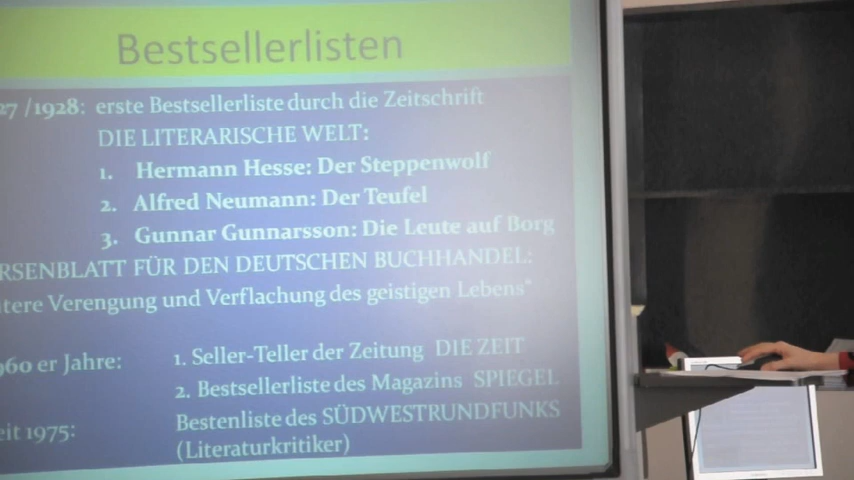 Bestsellerlisten
27 /1928: erste Bestsellerliste durch die Zeitschrift
DIE LITERARISCHE WELT:
1. Hermann Hesse: Der Steppenwolf
2. Alfred Neumann: Der Teufel
3. Gunnar Gunnarsson: Die Leute auf Borg
RSENBLATT FÜR DEN DEUTSCHEN BUCHHANDEL:
tere Verengung und Verflachung des geistigen Lebens"
960 er Jahre: 1. Seller-Teller der Zeitung DIE ZEIT
2. Bestsellerliste des Magazins SPIEGEL
eit 1975: Bestenliste des SÜDWESTRUNDFUNKS
(Literaturkritiker)